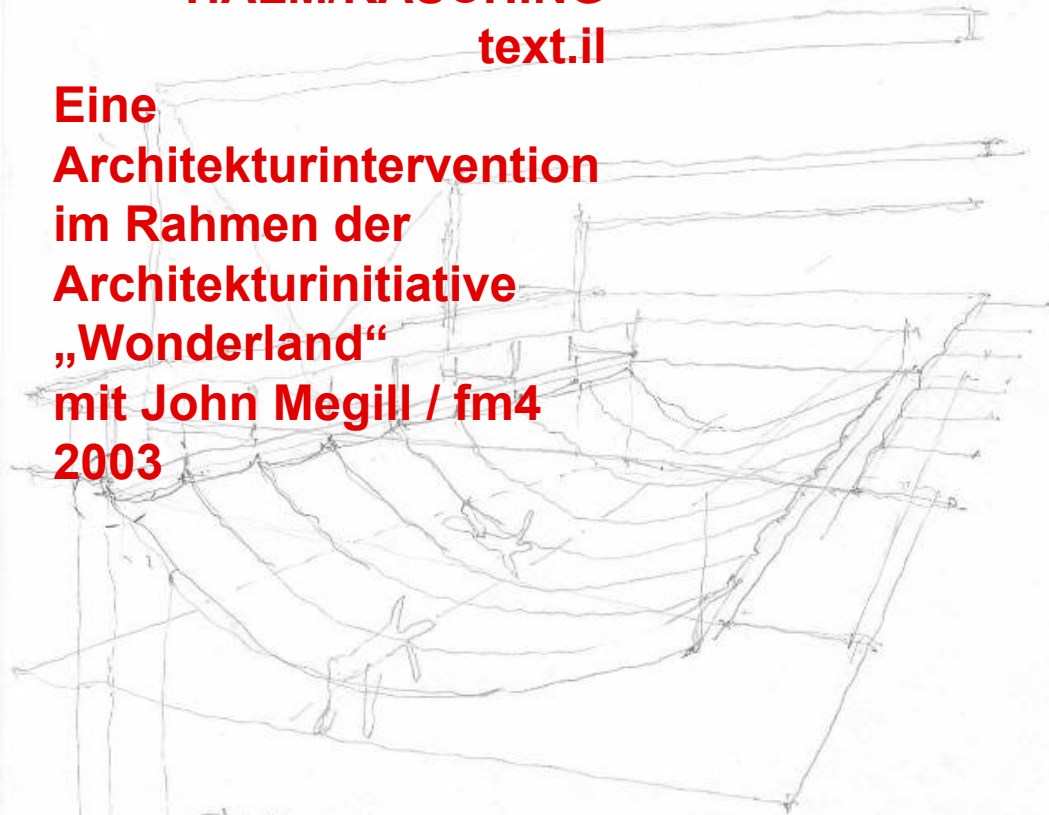 text.il
Eine
Architekturintervention
im Rahmen der
Architekturinitiative
„Wonderland“
mit John Megill / fm4
2003